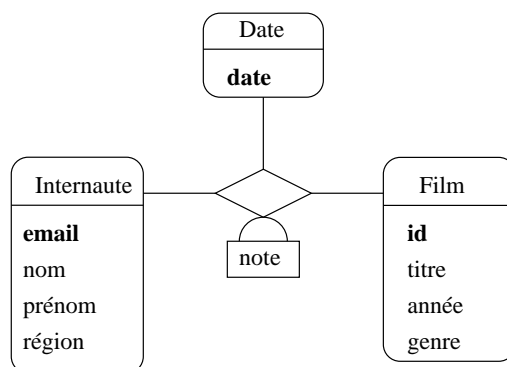 Date
date
Internaute
email
nom
prénom
région
note
Film
id
titre
année
genre